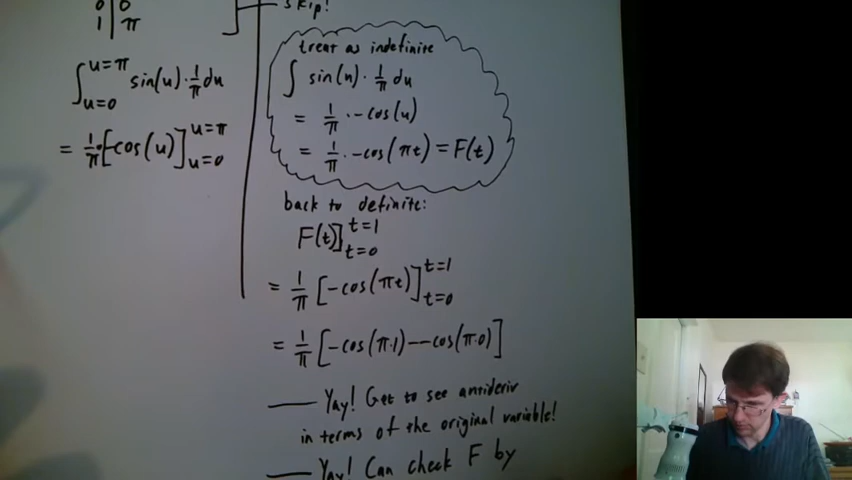 0 | 0
1 | π
∫_{u=0}^{u=π} sin(u)·1/π du
= 1/π·[-cos(u)]_{u=0}^{u=π}
skip!
treat as indefinite
∫ sin(u)·1/π du
= 1/π·-cos(u)
= 1/π·-cos(πt) = F(t)
back to definite:
F(t)]_{t=0}^{t=1}
= 1/π [-cos(πt)]_{t=0}^{t=1}
= 1/π [-cos(π·1) - -cos(π·0)]
— Yay! Get to see antideriv
in terms of the original variable!
— Yay! Can check F by